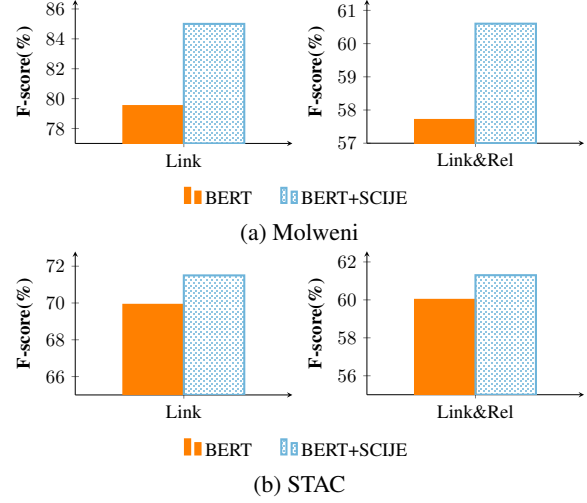 F-score(%)
86
84
82
80
78
Link
F-score(%)
61
60
59
58
57
Link&Rel
BERT BERT+SCIJE
(a) Molweni
F-score(%)
72
70
68
66
Link
F-score(%)
62
60
58
56
Link&Rel
BERT BERT+SCIJE
(b) STAC